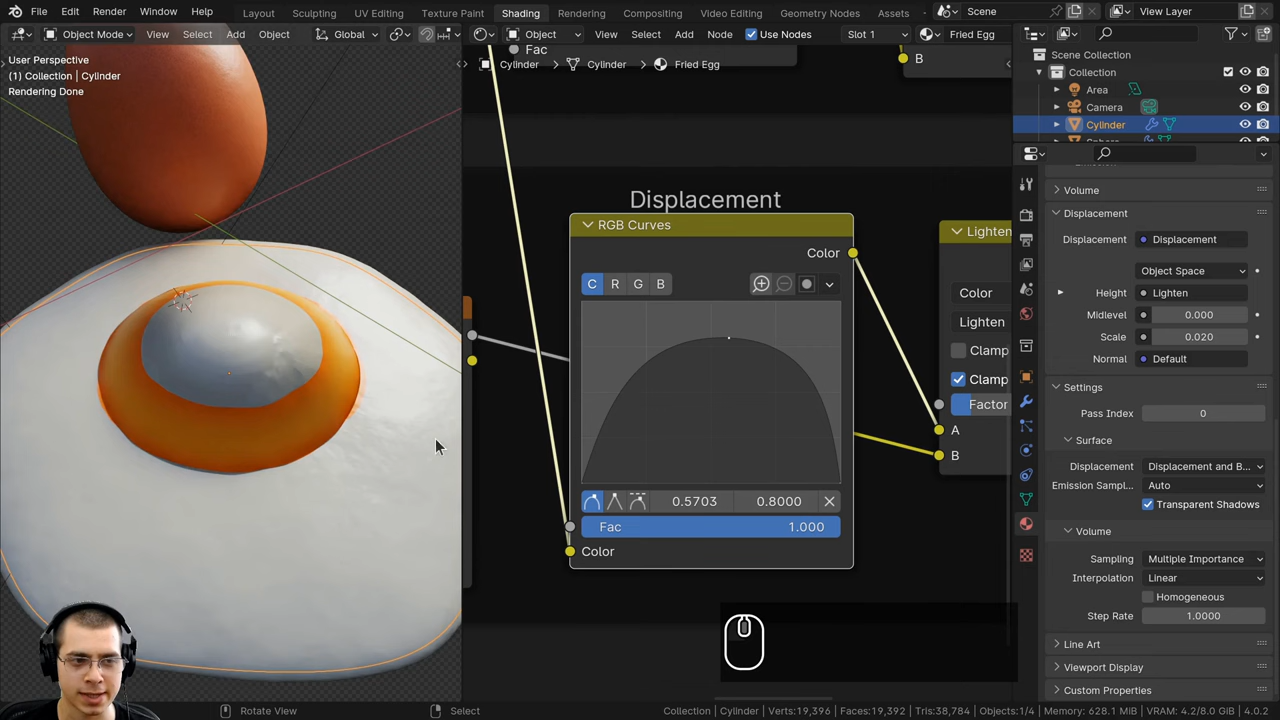 File Edit Render Window Help
Layout Sculpting UV Editing Texture Paint Shading Rendering Compositing Video Editing Geometry Nodes Assets
Scene
View Layer
Object Mode View Select Add Object
Global
Object View Select Add Node Use Nodes Slot 1 Fried Egg
User Perspective
(1) Collection | Cylinder
Rendering Done
Fac
Cylinder Cylinder Fried Egg
B
Scene Collection
Collection
Area
Camera
Cylinder
Volume
Displacement
Displacement Displacement
Object Space
Height Lighten
Midlevel 0.000
Scale 0.020
Normal Default
Settings
Pass Index 0
Surface
Displacement Displacement and B...
Emission Sampl.. Auto
Transparent Shadows
Volume
Sampling Multiple Importance
Interpolation Linear
Homogeneous
Step Rate 1.0000
Line Art
Viewport Display
Custom Properties
Displacement
RGB Curves
Color
C R G B
0.5703 0.8000
Fac 1.000
Color
Lighten
Color
Lighten
Clamp
Clamp
Factor
A
B
Rotate View
Select
Collection | Cylinder Verts:19,396 Faces:19,392 Tris:38,784 Objects:1/4 Memory: 628.1 MiB VRAM: 4.2/8.0 GiB 4.0.2